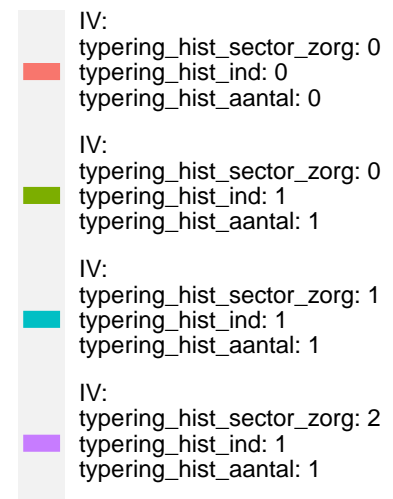 IV:
typering_hist_sector_zorg: 0
typering_hist_ind: 0
typering_hist_aantal: 0
IV:
typering_hist_sector_zorg: 0
typering_hist_ind: 1
typering_hist_aantal: 1
IV:
typering_hist_sector_zorg: 1
typering_hist_ind: 1
typering_hist_aantal: 1
IV:
typering_hist_sector_zorg: 2
typering_hist_ind: 1
typering_hist_aantal: 1